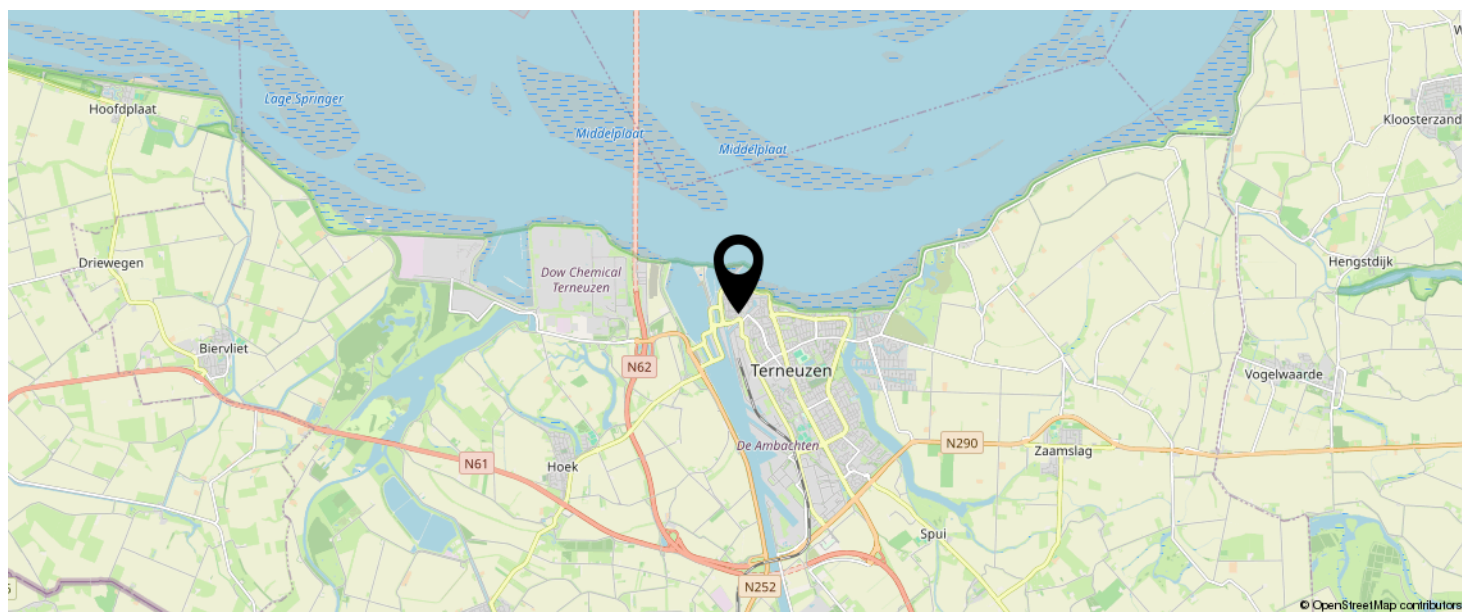 Lage Springer
Hoofdplaat
Kloosterzand
Middelplaat
Middelplaat
Driewegen
Hengstdijk
Dow Chemical
Terneuzen
Biervliet
N62
Terneuzen
Vogelwaarde
De Ambachten
N290
Zaamslag
N61
Hoek
Spui
N252
© OpenStreetMap contributors